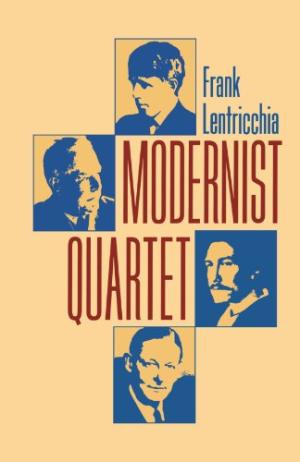 Frank
Lentricchia
MODERNIST
QUARTET